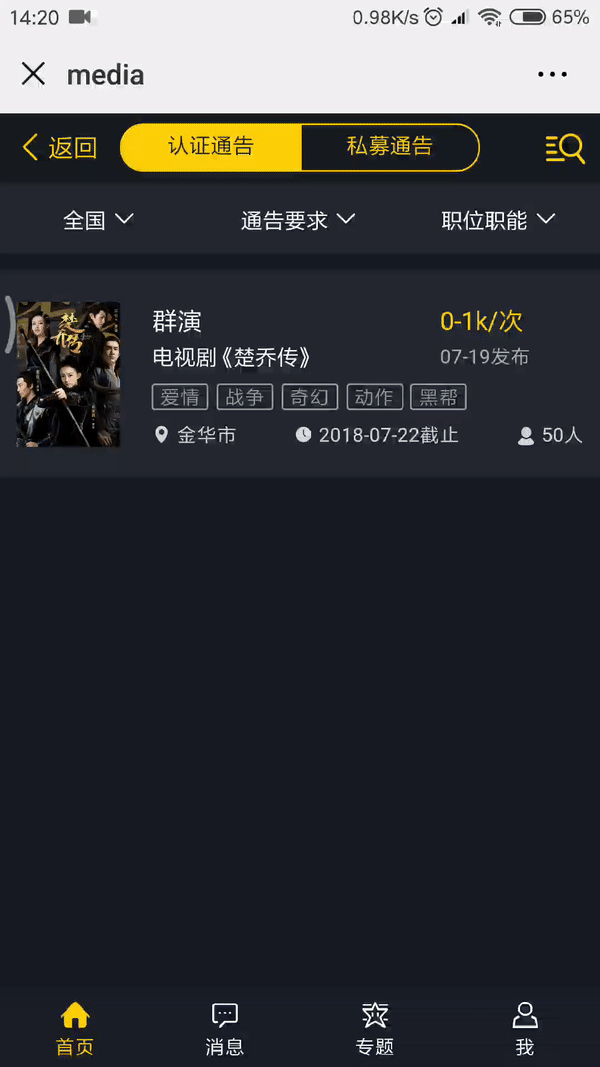 14:20 0.98K/s 65%
media
返回 认证通告 私募通告
全国 通告要求 职位职能
群演 0-1k/次
电视剧《楚乔传》 07-19发布
爱情 战争 奇幻 动作 黑帮
金华市 2018-07-22截止 50人
楚乔传
首页 消息 专题 我